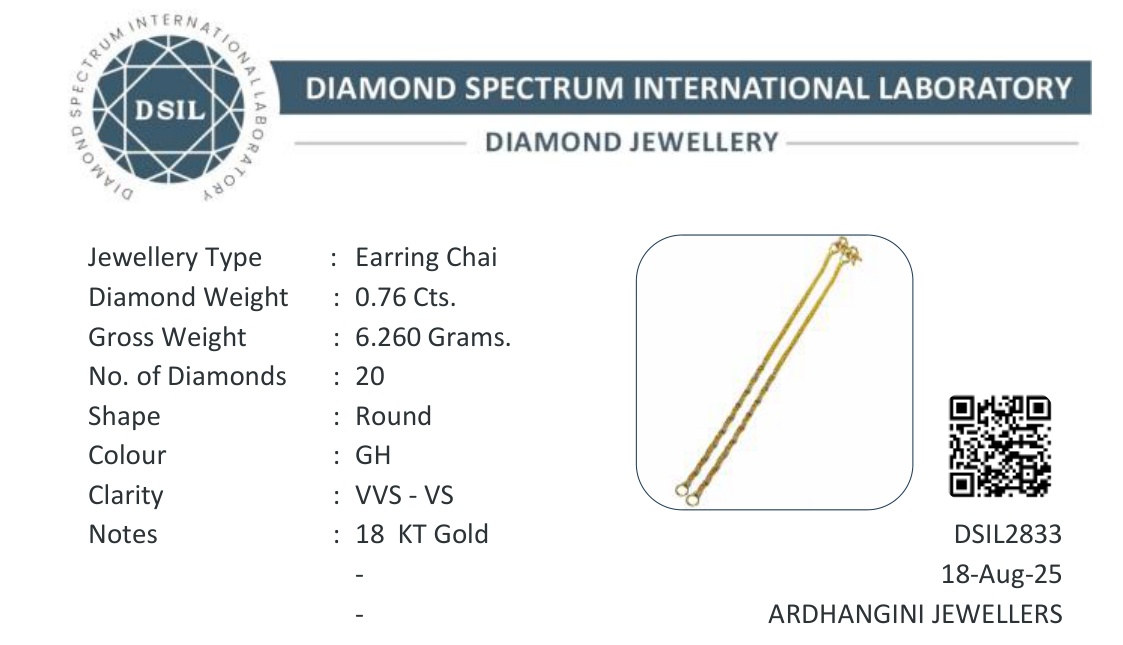 DIAMOND SPECTRUM INTERNATIONAL LABORATORY
DSIL
DIAMOND SPECTRUM INTERNATIONAL LABORATORY
DIAMOND JEWELLERY
Jewellery Type : Earring Chai
Diamond Weight : 0.76 Cts.
Gross Weight : 6.260 Grams.
No. of Diamonds : 20
Shape : Round
Colour : GH
Clarity : VVS - VS
Notes : 18 KT Gold
-
-
DSIL2833
18-Aug-25
ARDHANGINI JEWELLERS